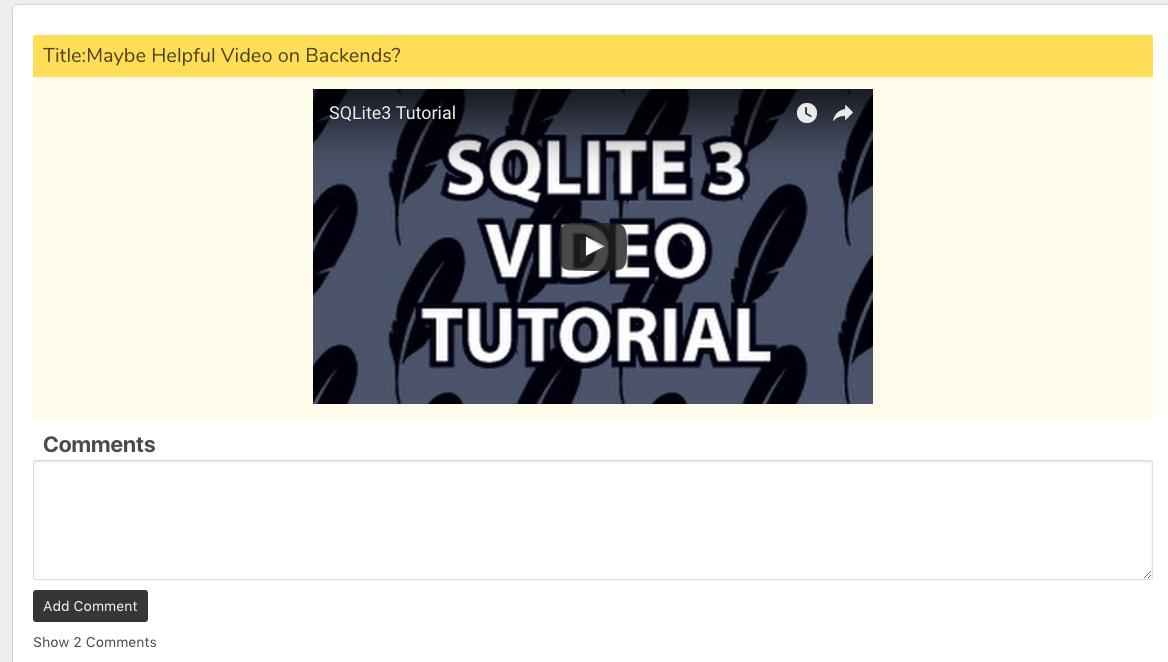 Title:Maybe Helpful Video on Backends?
SQLite3 Tutorial
SQLITE 3
VIDEO
TUTORIAL
Comments
Add Comment
Show 2 Comments